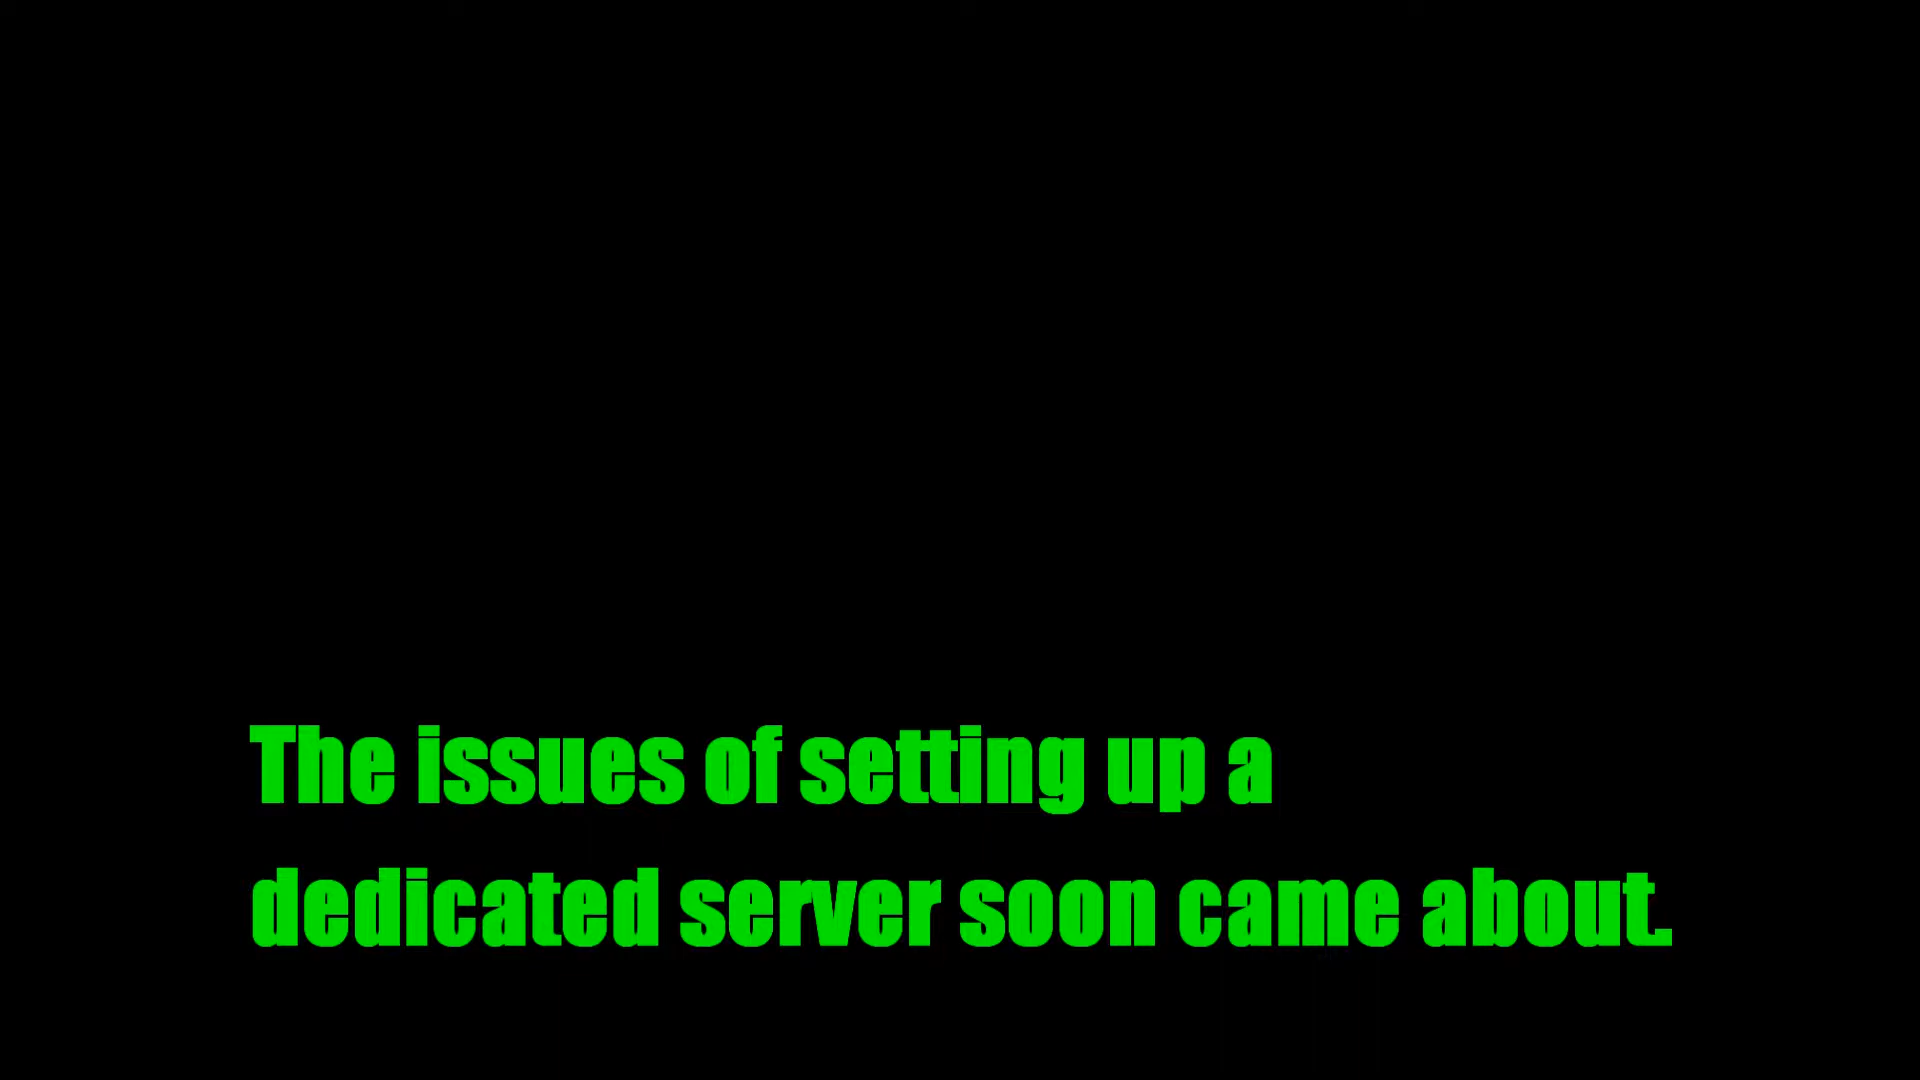 The issues of setting up a
dedicated server soon came about.